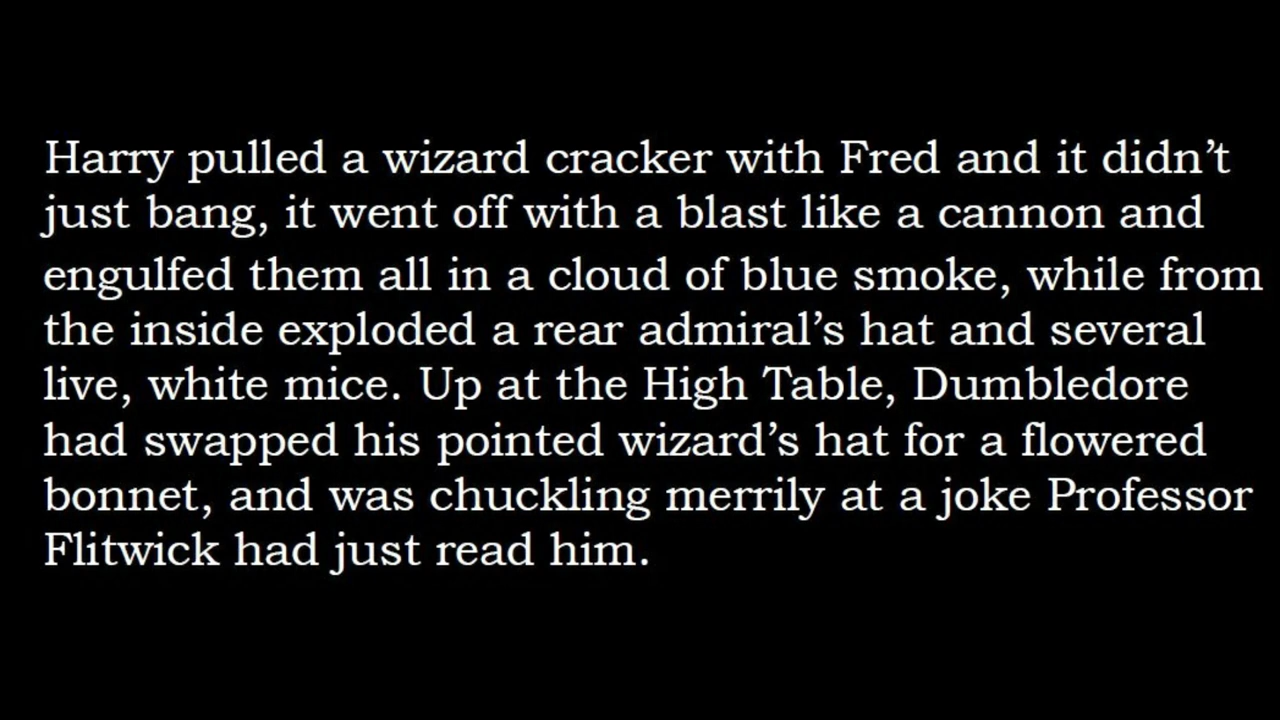 Harry pulled a wizard cracker with Fred and it didn’t
just bang, it went off with a blast like a cannon and
engulfed them all in a cloud of blue smoke, while from
the inside exploded a rear admiral’s hat and several
live, white mice. Up at the High Table, Dumbledore
had swapped his pointed wizard’s hat for a flowered
bonnet, and was chuckling merrily at a joke Professor
Flitwick had just read him.